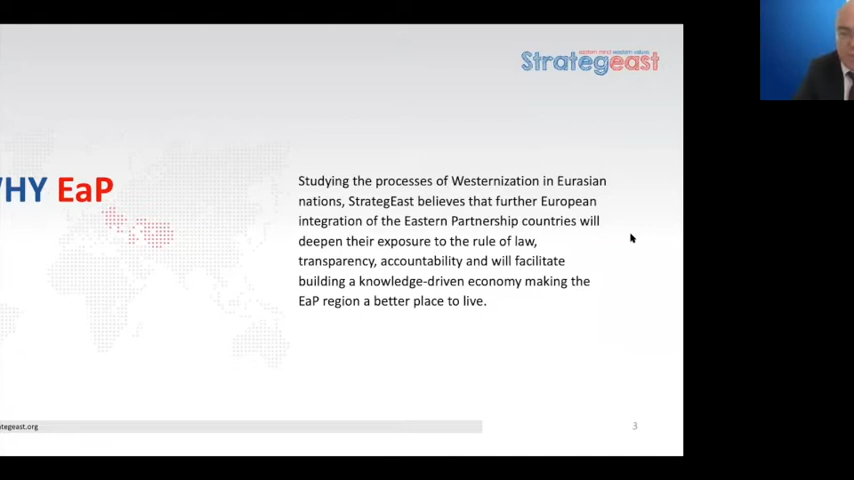 eastern mind western values
Strategeast
WHY EaP
Studying the processes of Westernization in Eurasian
nations, StrategEast believes that further European
integration of the Eastern Partnership countries will
deepen their exposure to the rule of law,
transparency, accountability and will facilitate
building a knowledge-driven economy making the
EaP region a better place to live.
tegeast.org
3